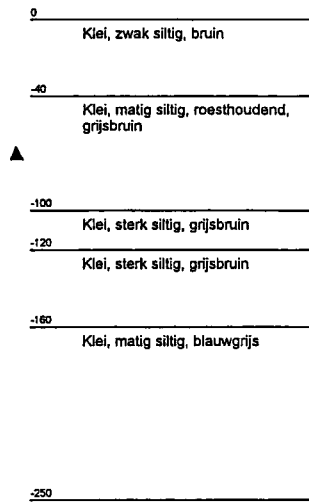 0
Klei, zwak siltig, bruin
-40
Klei, matig siltig, roesthoudend,
grijsbruin
-100
Klei, sterk siltig, grijsbruin
-120
Klei, sterk siltig, grijsbruin
-160
Klei, matig siltig, blauwgrijs
-250